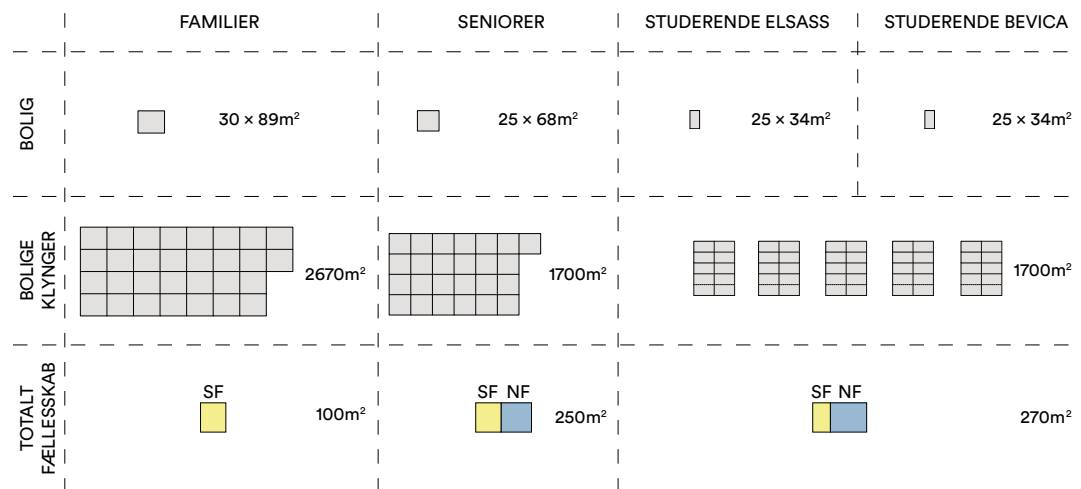 FAMILIER
SENIORER
STUDERENDE ELSASS
STUDERENDE BEVICA
BOLIG
30 × 89m²
25 × 68m²
25 × 34m²
25 × 34m²
BOLIGE
KLYNGER
2670m²
1700m²
1700m²
TOTALT
FÆLLESSKAB
SF
100m²
SF NF
250m²
SF NF
270m²